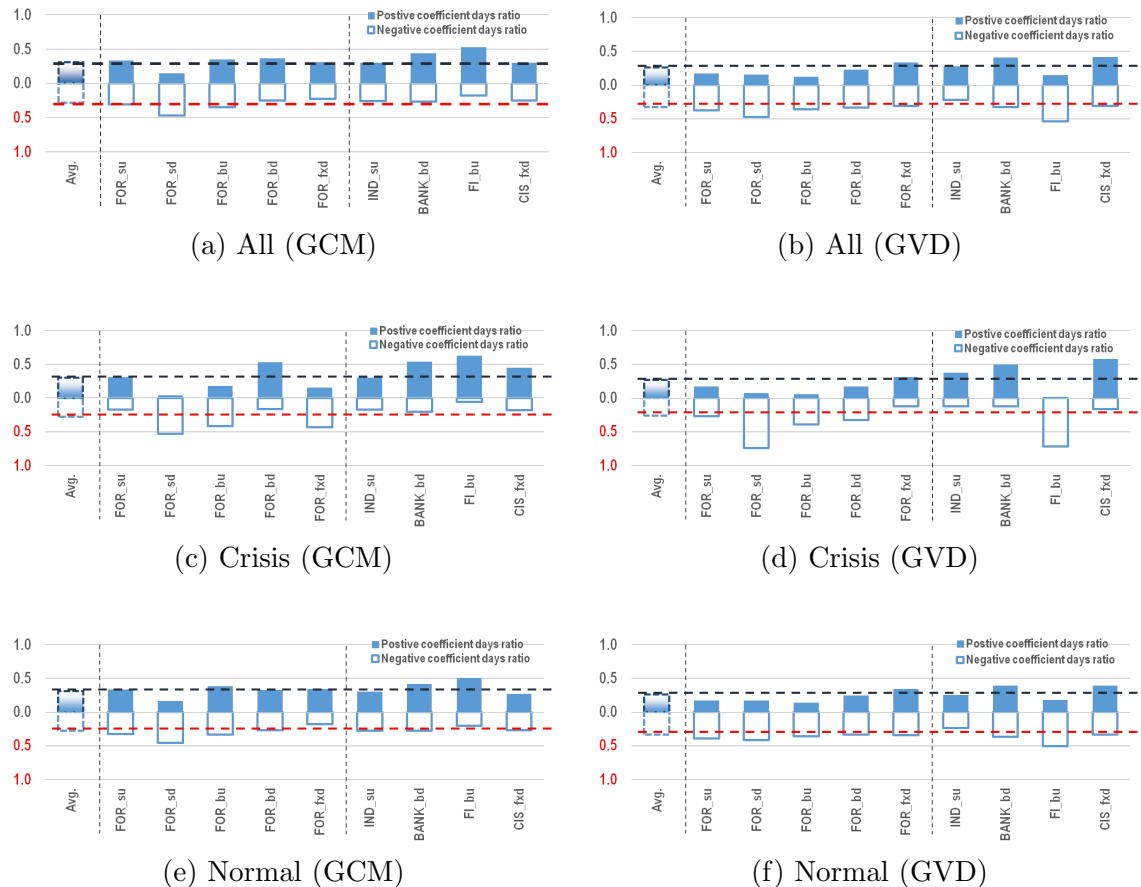 1.0
Postive coefficient days ratio
Negative coefficient days ratio
0.5
0.0
0.5
1.0
Avg.
FOR_su
FOR_sd
FOR_bu
FOR_bd
FOR_fxd
IND_su
BANK_bd
FI_bu
CIS_fxd
(a) All (GCM)
1.0
Postive coefficient days ratio
Negative coefficient days ratio
0.5
0.0
0.5
1.0
Avg.
FOR_su
FOR_sd
FOR_bu
FOR_bd
FOR_fxd
IND_su
BANK_bd
FI_bu
CIS_fxd
(b) All (GVD)
1.0
Postive coefficient days ratio
Negative coefficient days ratio
0.5
0.0
0.5
1.0
Avg.
FOR_su
FOR_sd
FOR_bu
FOR_bd
FOR_fxd
IND_su
BANK_bd
FI_bu
CIS_fxd
(c) Crisis (GCM)
1.0
Postive coefficient days ratio
Negative coefficient days ratio
0.5
0.0
0.5
1.0
Avg.
FOR_su
FOR_sd
FOR_bu
FOR_bd
FOR_fxd
IND_su
BANK_bd
FI_bu
CIS_fxd
(d) Crisis (GVD)
1.0
Postive coefficient days ratio
Negative coefficient days ratio
0.5
0.0
0.5
1.0
Avg.
FOR_su
FOR_sd
FOR_bu
FOR_bd
FOR_fxd
IND_su
BANK_bd
FI_bu
CIS_fxd
(e) Normal (GCM)
1.0
Postive coefficient days ratio
Negative coefficient days ratio
0.5
0.0
0.5
1.0
Avg.
FOR_su
FOR_sd
FOR_bu
FOR_bd
FOR_fxd
IND_su
BANK_bd
FI_bu
CIS_fxd
(f) Normal (GVD)